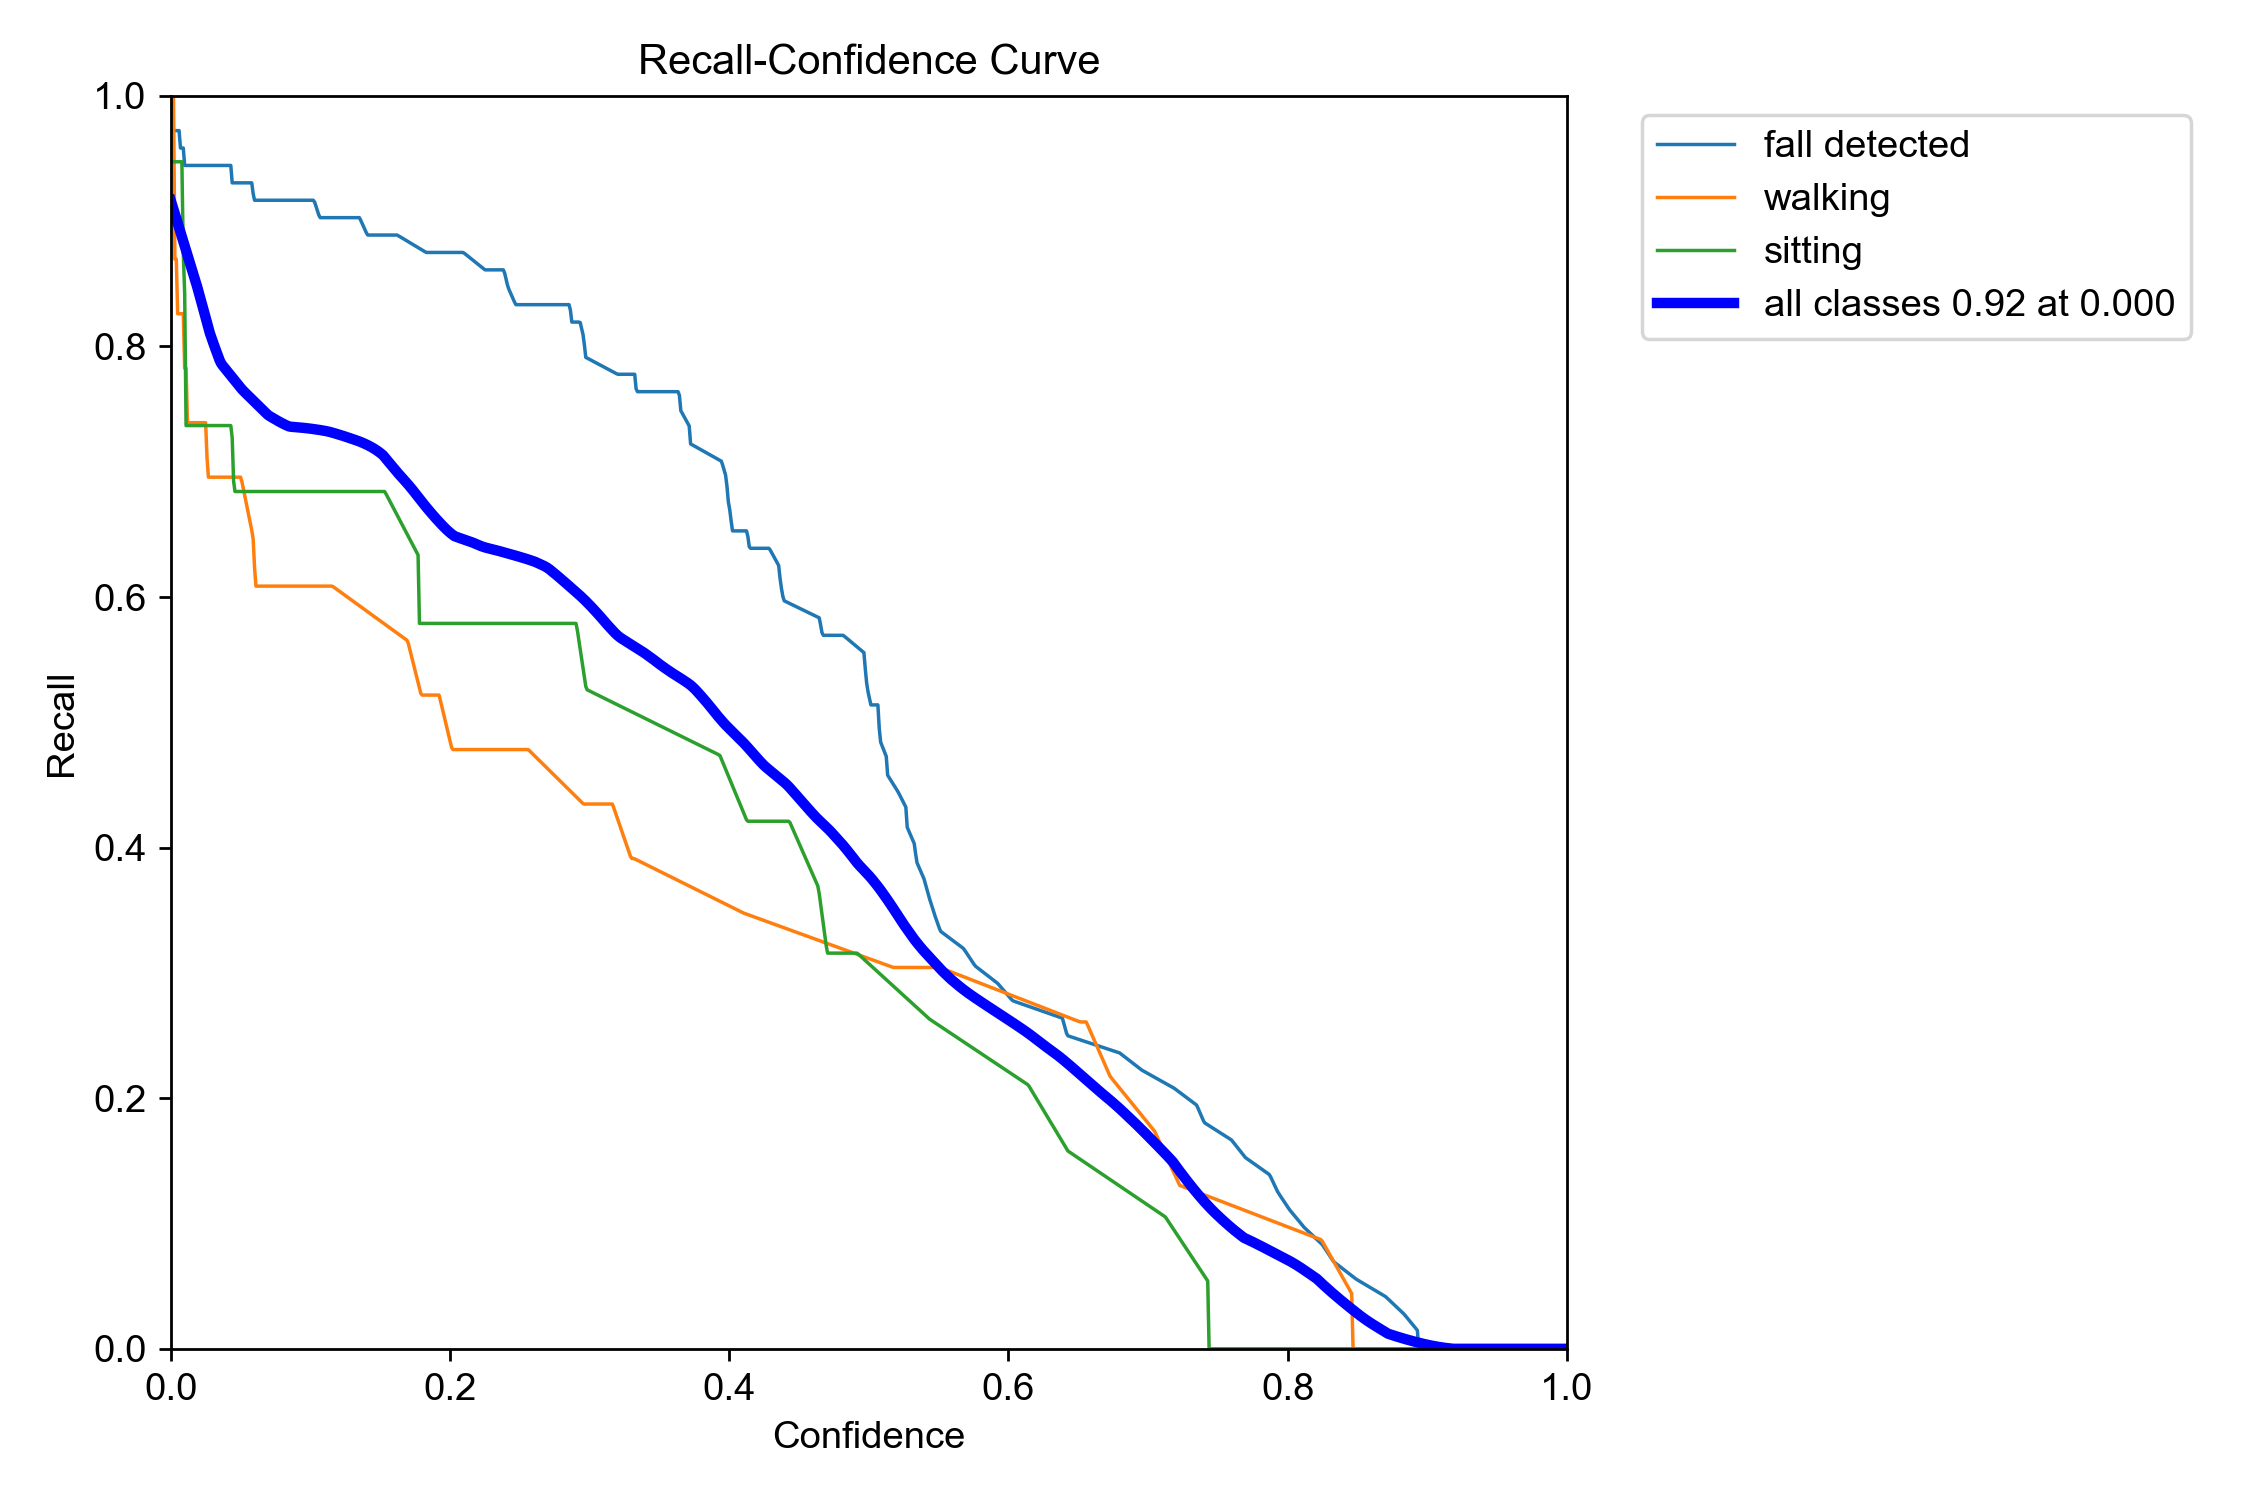 Recall-Confidence Curve
1.0
0.8
0.6
0.4
0.2
0.0
Recall
0.0 0.2 0.4 0.6 0.8 1.0
Confidence
fall detected
walking
sitting
all classes 0.92 at 0.000